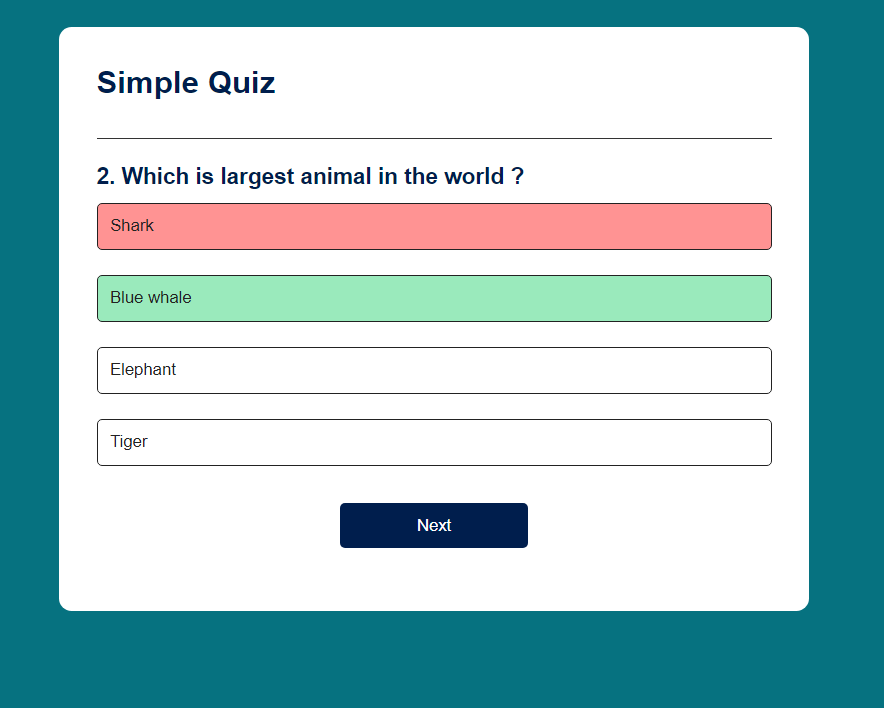 Simple Quiz
2. Which is largest animal in the world ?
Shark
Blue whale
Elephant
Tiger
Next